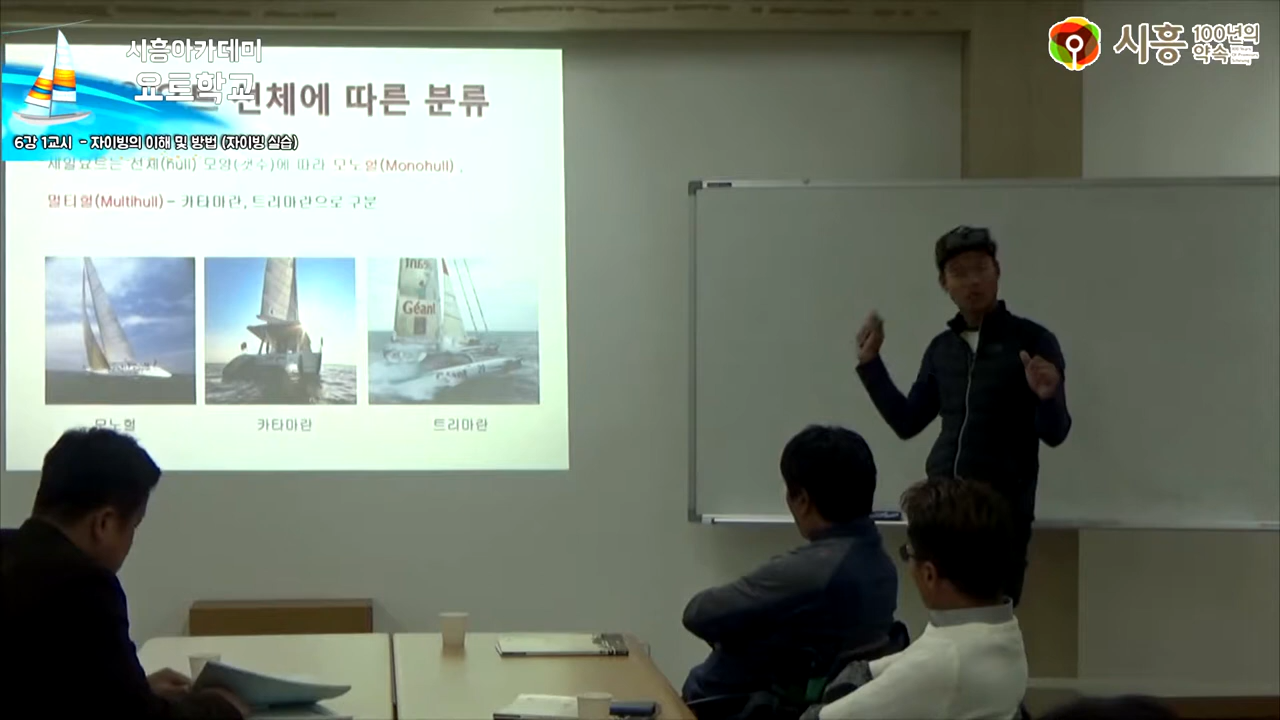 시흥아카데미
요트학교
6강 1교시 - 자이빙의 이해 및 방법 (자이빙 실습)
시흥 100년의 약속
선체에 따른 분류
세일요트는 선체(Hull) 모양(갯수)에 따라 모노헐(Monohull),
멀티헐(Multihull) - 카타마란, 트리마란으로 구분
Géant
모노헐
카타마란
트리마란